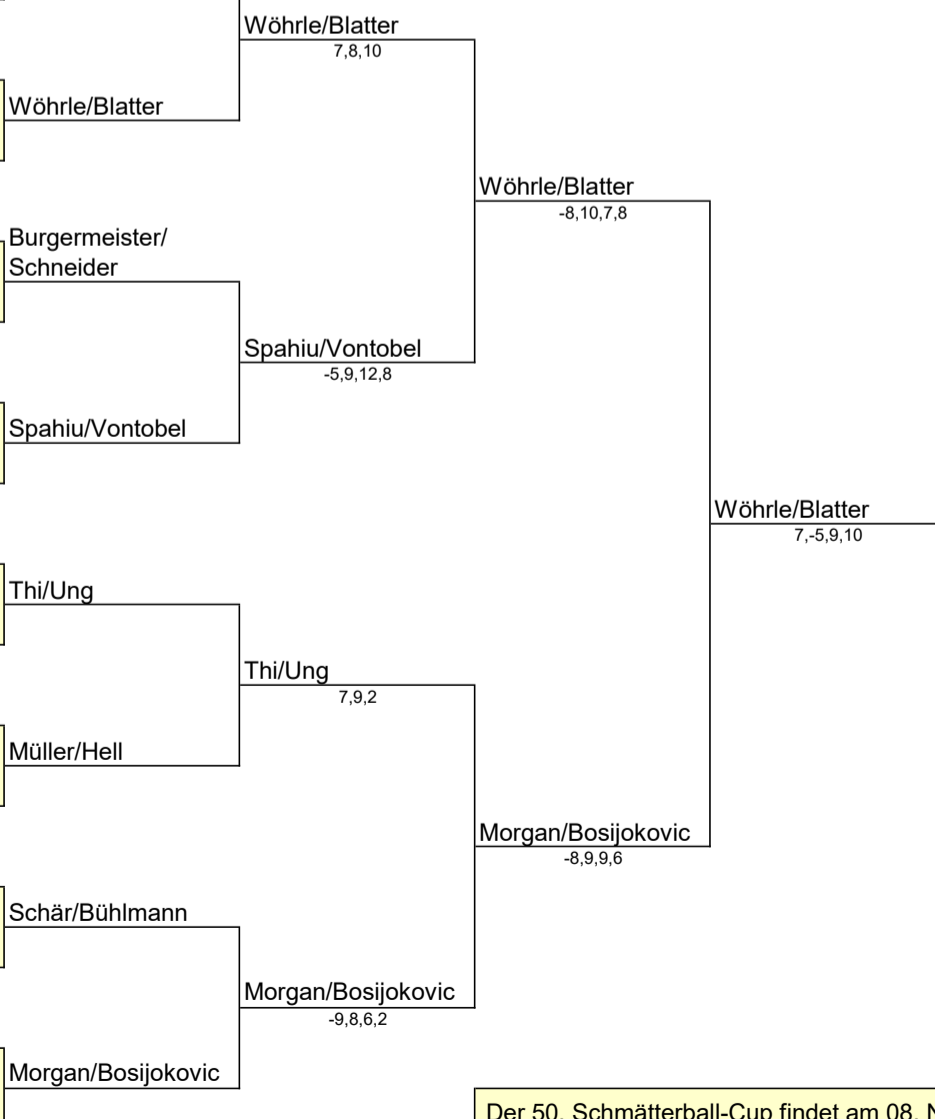 Wöhrle/Blatter
7,8,10
Wöhrle/Blatter
Wöhrle/Blatter
-8,10,7,8
Burgermeister/
Schneider
Spahiu/Vontobel
-5,9,12,8
Spahiu/Vontobel
Wöhrle/Blatter
7,-5,9,10
Thi/Ung
Thi/Ung
7,9,2
Müller/Hell
Morgan/Bosijokovic
-8,9,9,6
Schär/Bühlmann
Morgan/Bosijokovic
-9,8,6,2
Morgan/Bosijokovic
Der 50. Schmätterball-Cup findet am 08.